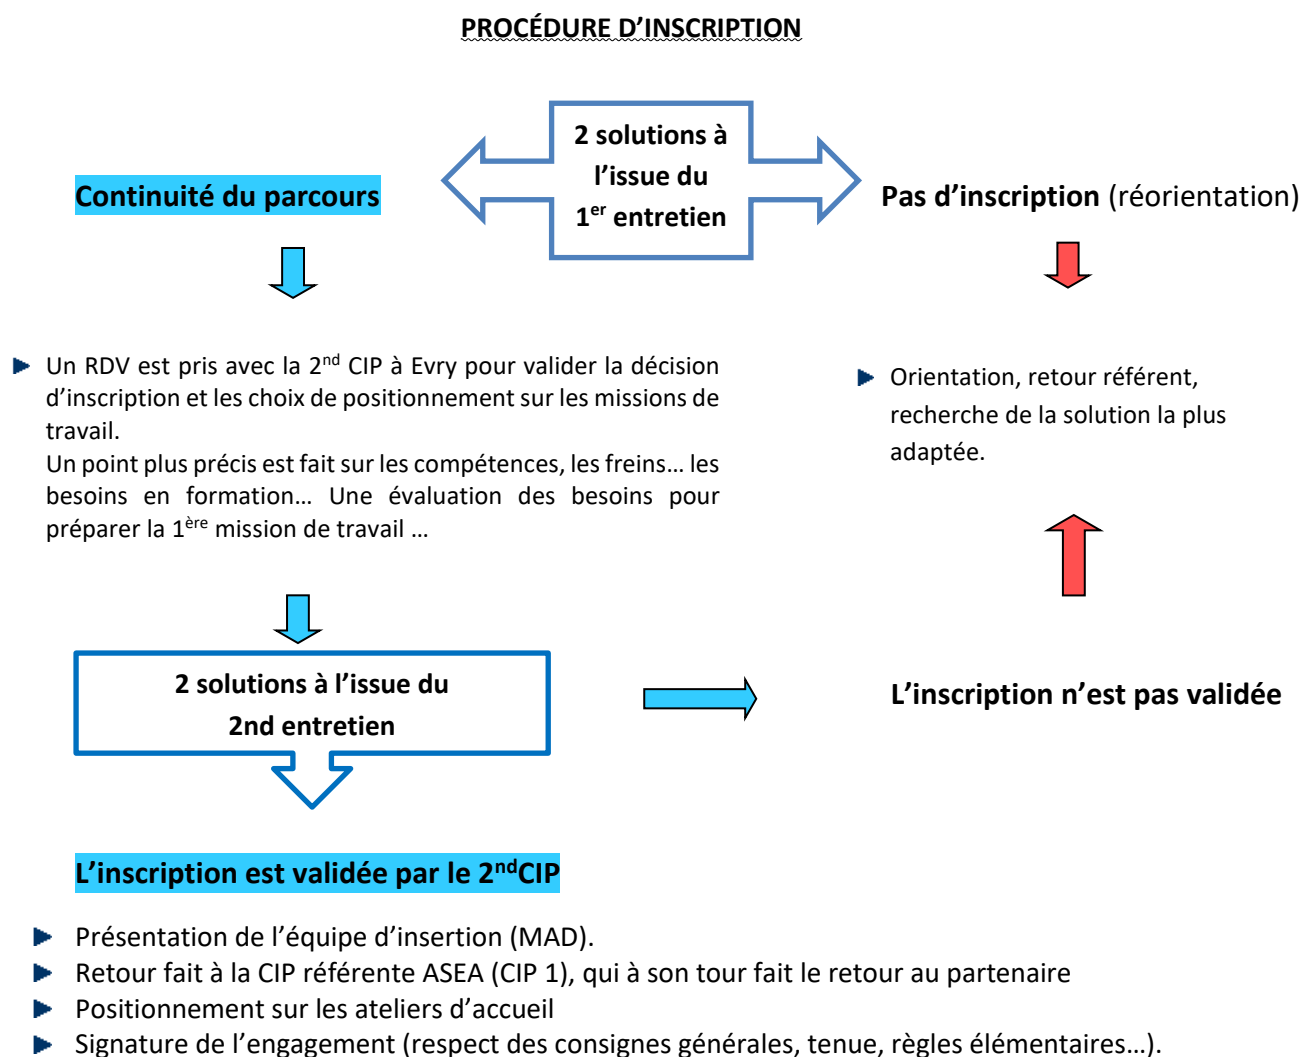 PROCÉDURE D’INSCRIPTION
2 solutions à
l’issue du
1er entretien
Continuité du parcours
Pas d’inscription (réorientation)
Un RDV est pris avec la 2nd CIP à Evry pour valider la décision
d’inscription et les choix de positionnement sur les missions de
travail.
Un point plus précis est fait sur les compétences, les freins… les
besoins en formation… Une évaluation des besoins pour
préparer la 1ère mission de travail …
Orientation, retour référent,
recherche de la solution la plus
adaptée.
2 solutions à l’issue du
2nd entretien
L’inscription n’est pas validée
L’inscription est validée par le 2ndCIP
Présentation de l’équipe d’insertion (MAD).
Retour fait à la CIP référente ASEA (CIP 1), qui à son tour fait le retour au partenaire
Positionnement sur les ateliers d’accueil
Signature de l’engagement (respect des consignes générales, tenue, règles élémentaires…).